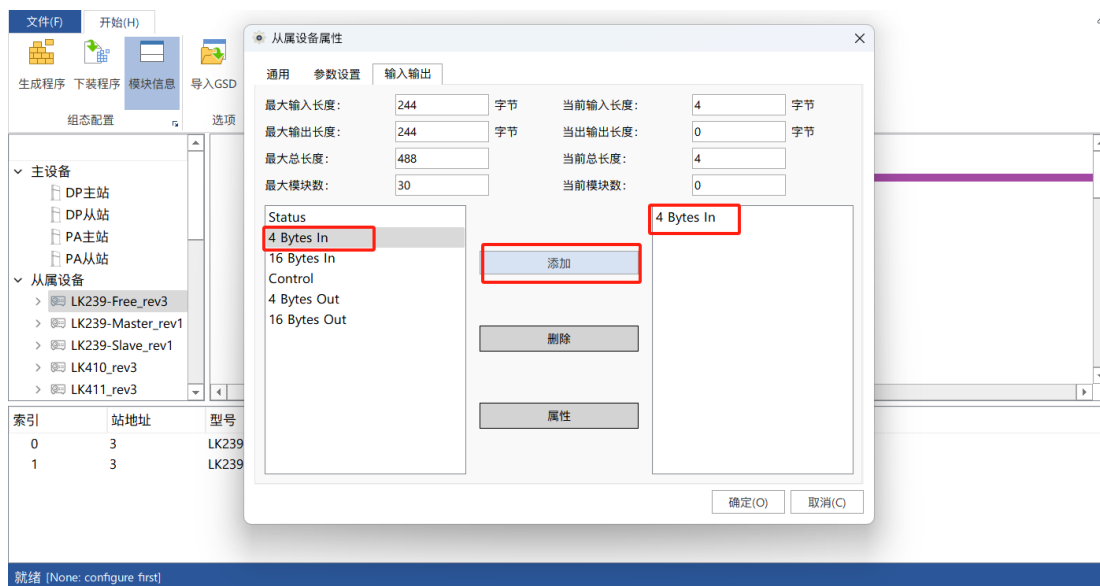 文件(F) 开始(H)
生成程序 下装程序 模块信息 导入GSD
组态配置 选项
主设备
DP主站
DP从站
PA主站
PA从站
从属设备
LK239-Free_rev3
LK239-Master_rev1
LK239-Slave_rev1
LK410_rev3
LK411_rev3
从属设备属性
通用 参数设置 输入输出
最大输入长度: 244 字节 当前输入长度: 4 字节
最大输出长度: 244 字节 当出输出长度: 0 字节
最大总长度: 488 当前总长度: 4
最大模块数: 30 当前模块数: 0
Status
4 Bytes In
16 Bytes In
Control
4 Bytes Out
16 Bytes Out
添加
删除
属性
4 Bytes In
确定(O) 取消(C)
索引 站地址 型号
0 3 LK239
1 3 LK239
就绪 [None: configure first]